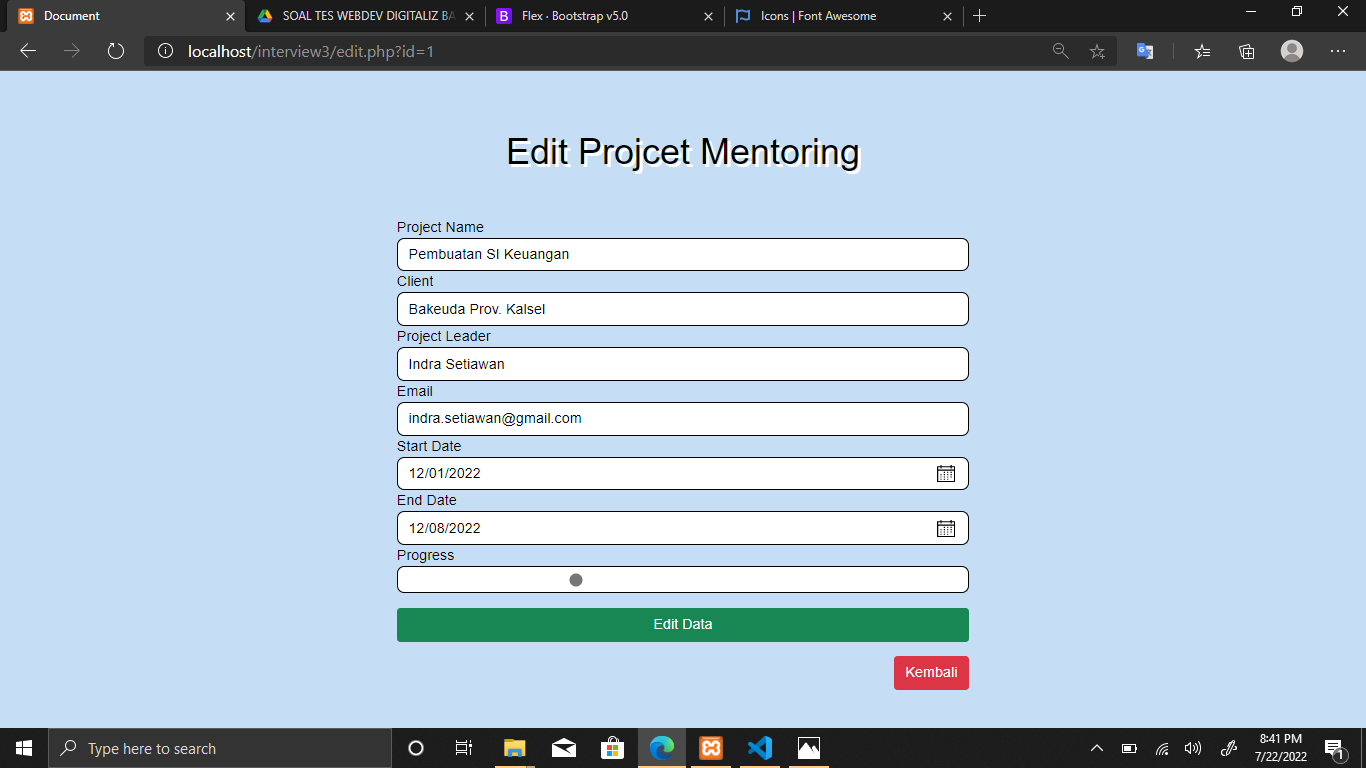 Document
SOAL TES WEBDEV DIGITALIZ BA
Flex · Bootstrap v5.0
Icons | Font Awesome
localhost/interview3/edit.php?id=1
Edit Projcet Mentoring
Project Name
Pembuatan SI Keuangan
Client
Bakeuda Prov. Kalsel
Project Leader
Indra Setiawan
Email
indra.setiawan@gmail.com
Start Date
12/01/2022
End Date
12/08/2022
Progress
Edit Data
Kembali
Type here to search
8:41 PM
7/22/2022
1